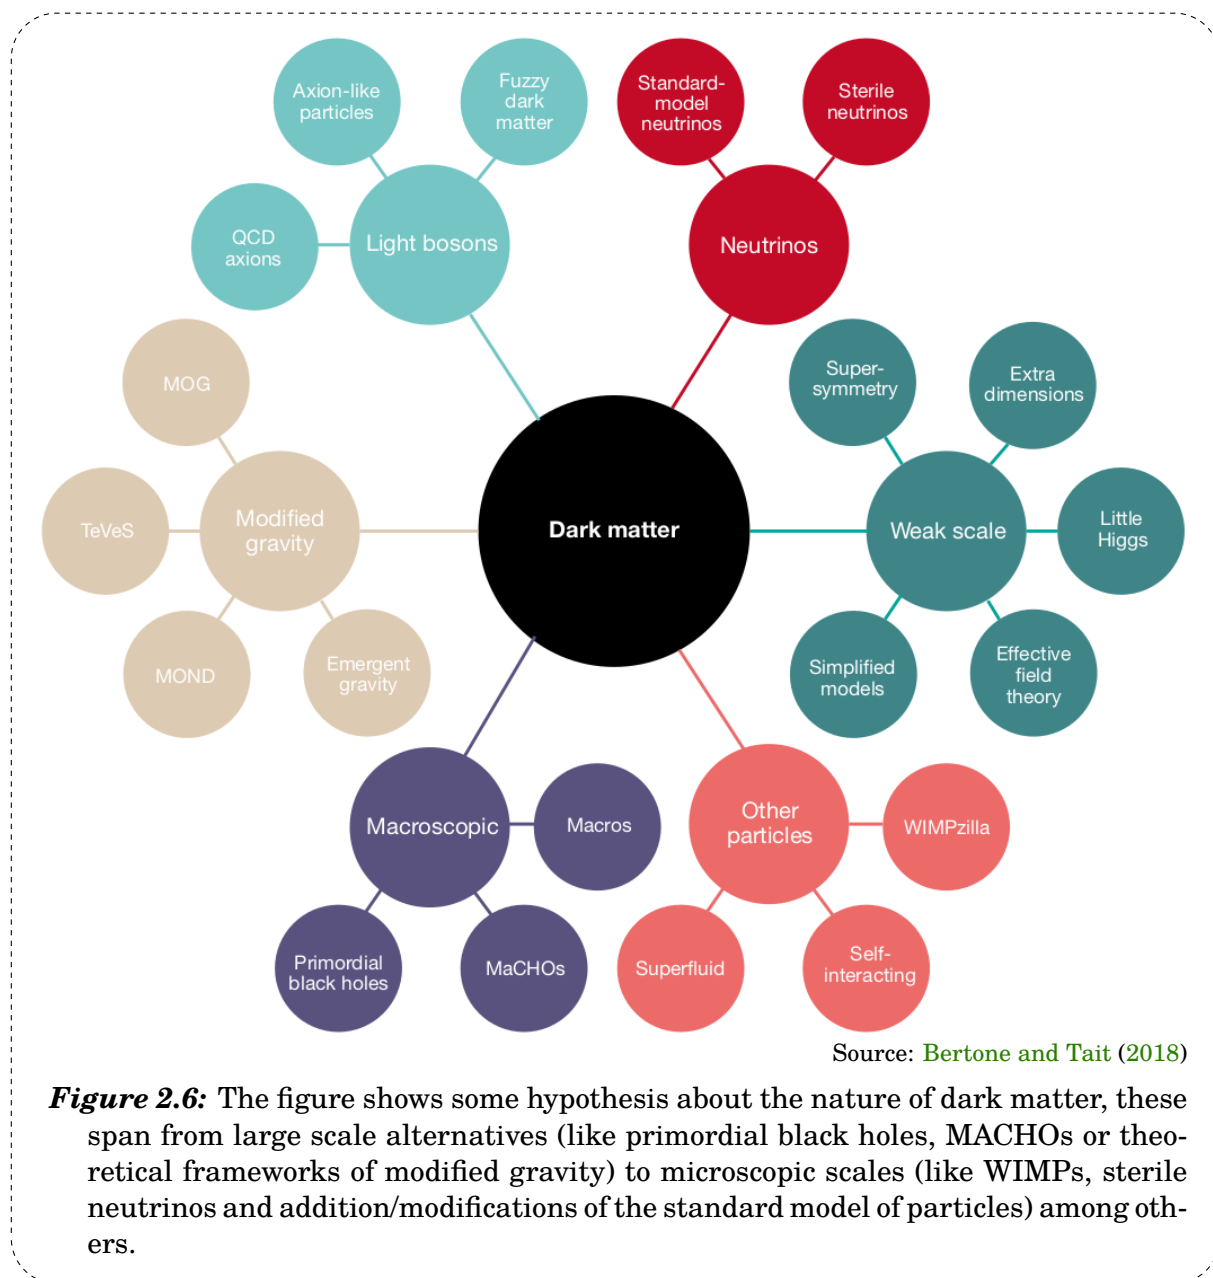 Axion-like
particles
Fuzzy
dark
matter
Standard-
model
neutrinos
Sterile
neutrinos
QCD
axions
Light bosons
Neutrinos
MOG
Super-
symmetry
Extra
dimensions
TeVeS
Modified
gravity
Dark matter
Weak scale
Little
Higgs
MOND
Emergent
gravity
Simplified
models
Effective
field
theory
Macroscopic
Macros
Other
particles
WIMPzilla
Primordial
black holes
MaCHOs
Superfluid
Self-
interacting
Source: Bertone and Tait (2018)
Figure 2.6: The figure shows some hypothesis about the nature of dark matter, these
span from large scale alternatives (like primordial black holes, MACHOs or theo-
retical frameworks of modified gravity) to microscopic scales (like WIMPs, sterile
neutrinos and addition/modifications of the standard model of particles) among oth-
ers.